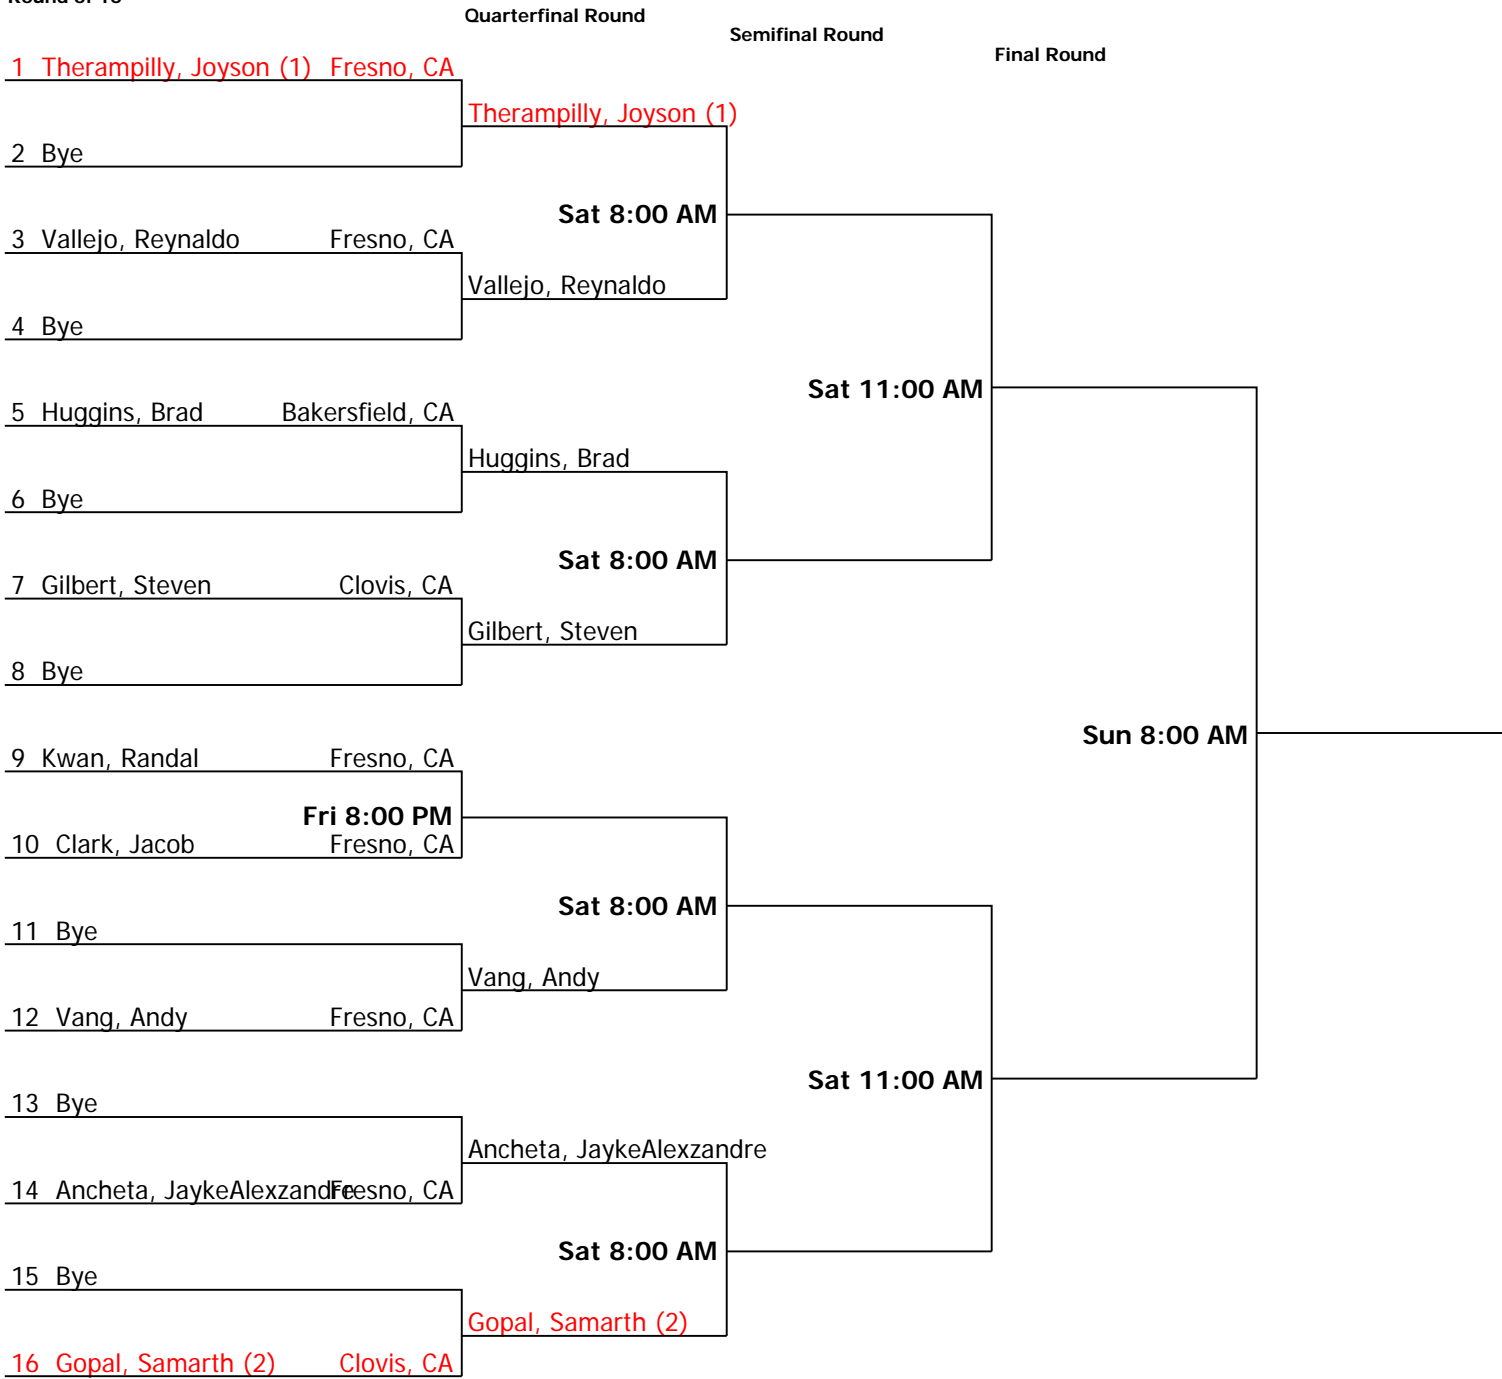 Quarterfinal Round
Semifinal Round
Final Round
1 Therampilly, Joyson (1) Fresno, CA
Therampilly, Joyson (1)
2 Bye
Sat 8:00 AM
3 Vallejo, Reynaldo Fresno, CA
Vallejo, Reynaldo
4 Bye
Sat 11:00 AM
5 Huggins, Brad Bakersfield, CA
Huggins, Brad
6 Bye
Sat 8:00 AM
7 Gilbert, Steven Clovis, CA
Gilbert, Steven
8 Bye
Sun 8:00 AM
9 Kwan, Randal Fresno, CA
Fri 8:00 PM
10 Clark, Jacob Fresno, CA
Sat 8:00 AM
11 Bye
Vang, Andy
12 Vang, Andy Fresno, CA
Sat 11:00 AM
13 Bye
Ancheta, JaykeAlexzandre
14 Ancheta, JaykeAlexzandre Fresno, CA
Sat 8:00 AM
15 Bye
Gopal, Samarth (2)
16 Gopal, Samarth (2) Clovis, CA